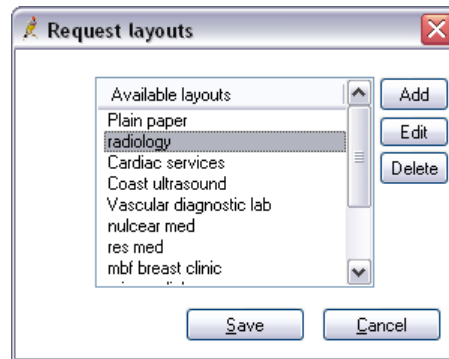 Request layouts
Available layouts
Add
Plain paper
radiology
Edit
Cardiac services
Delete
Coast ultrasound
Vascular diagnostic lab
nulcear med
res med
mbf breast clinic
Save
Cancel